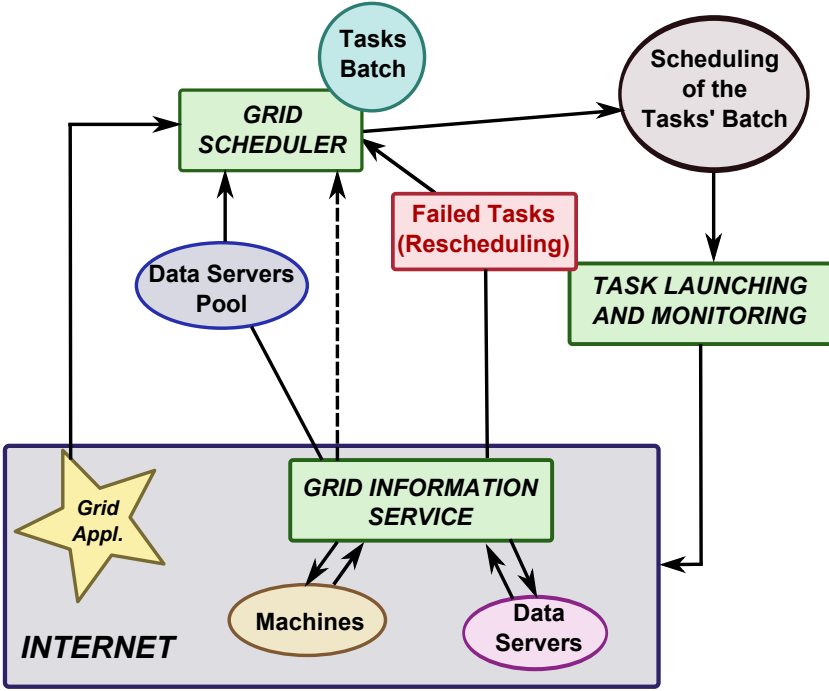 Tasks
Batch
Scheduling
of the
Tasks' Batch
GRID
SCHEDULER
Failed Tasks
(Rescheduling)
Data Servers
Pool
TASK LAUNCHING
AND MONITORING
GRID INFORMATION
SERVICE
Grid
Appl.
Machines
Data
Servers
INTERNET